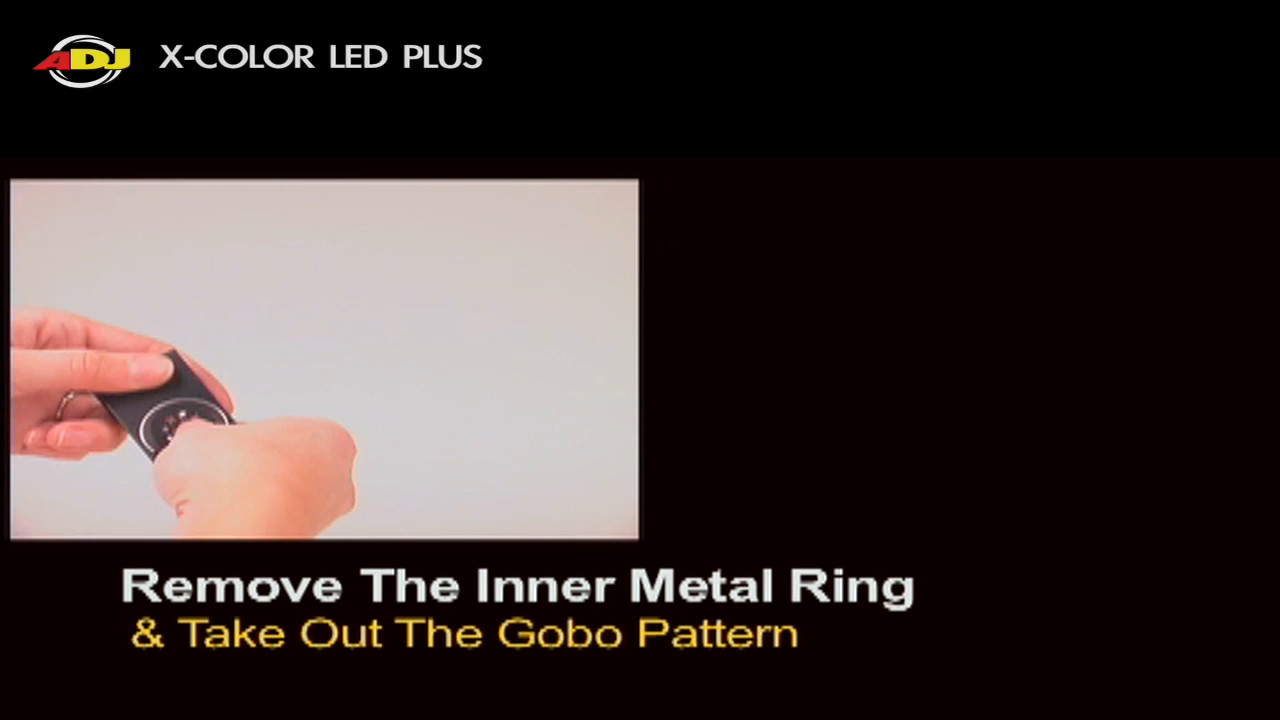 ADJ X-COLOR LED PLUS
Remove The Inner Metal Ring
& Take Out The Gobo Pattern